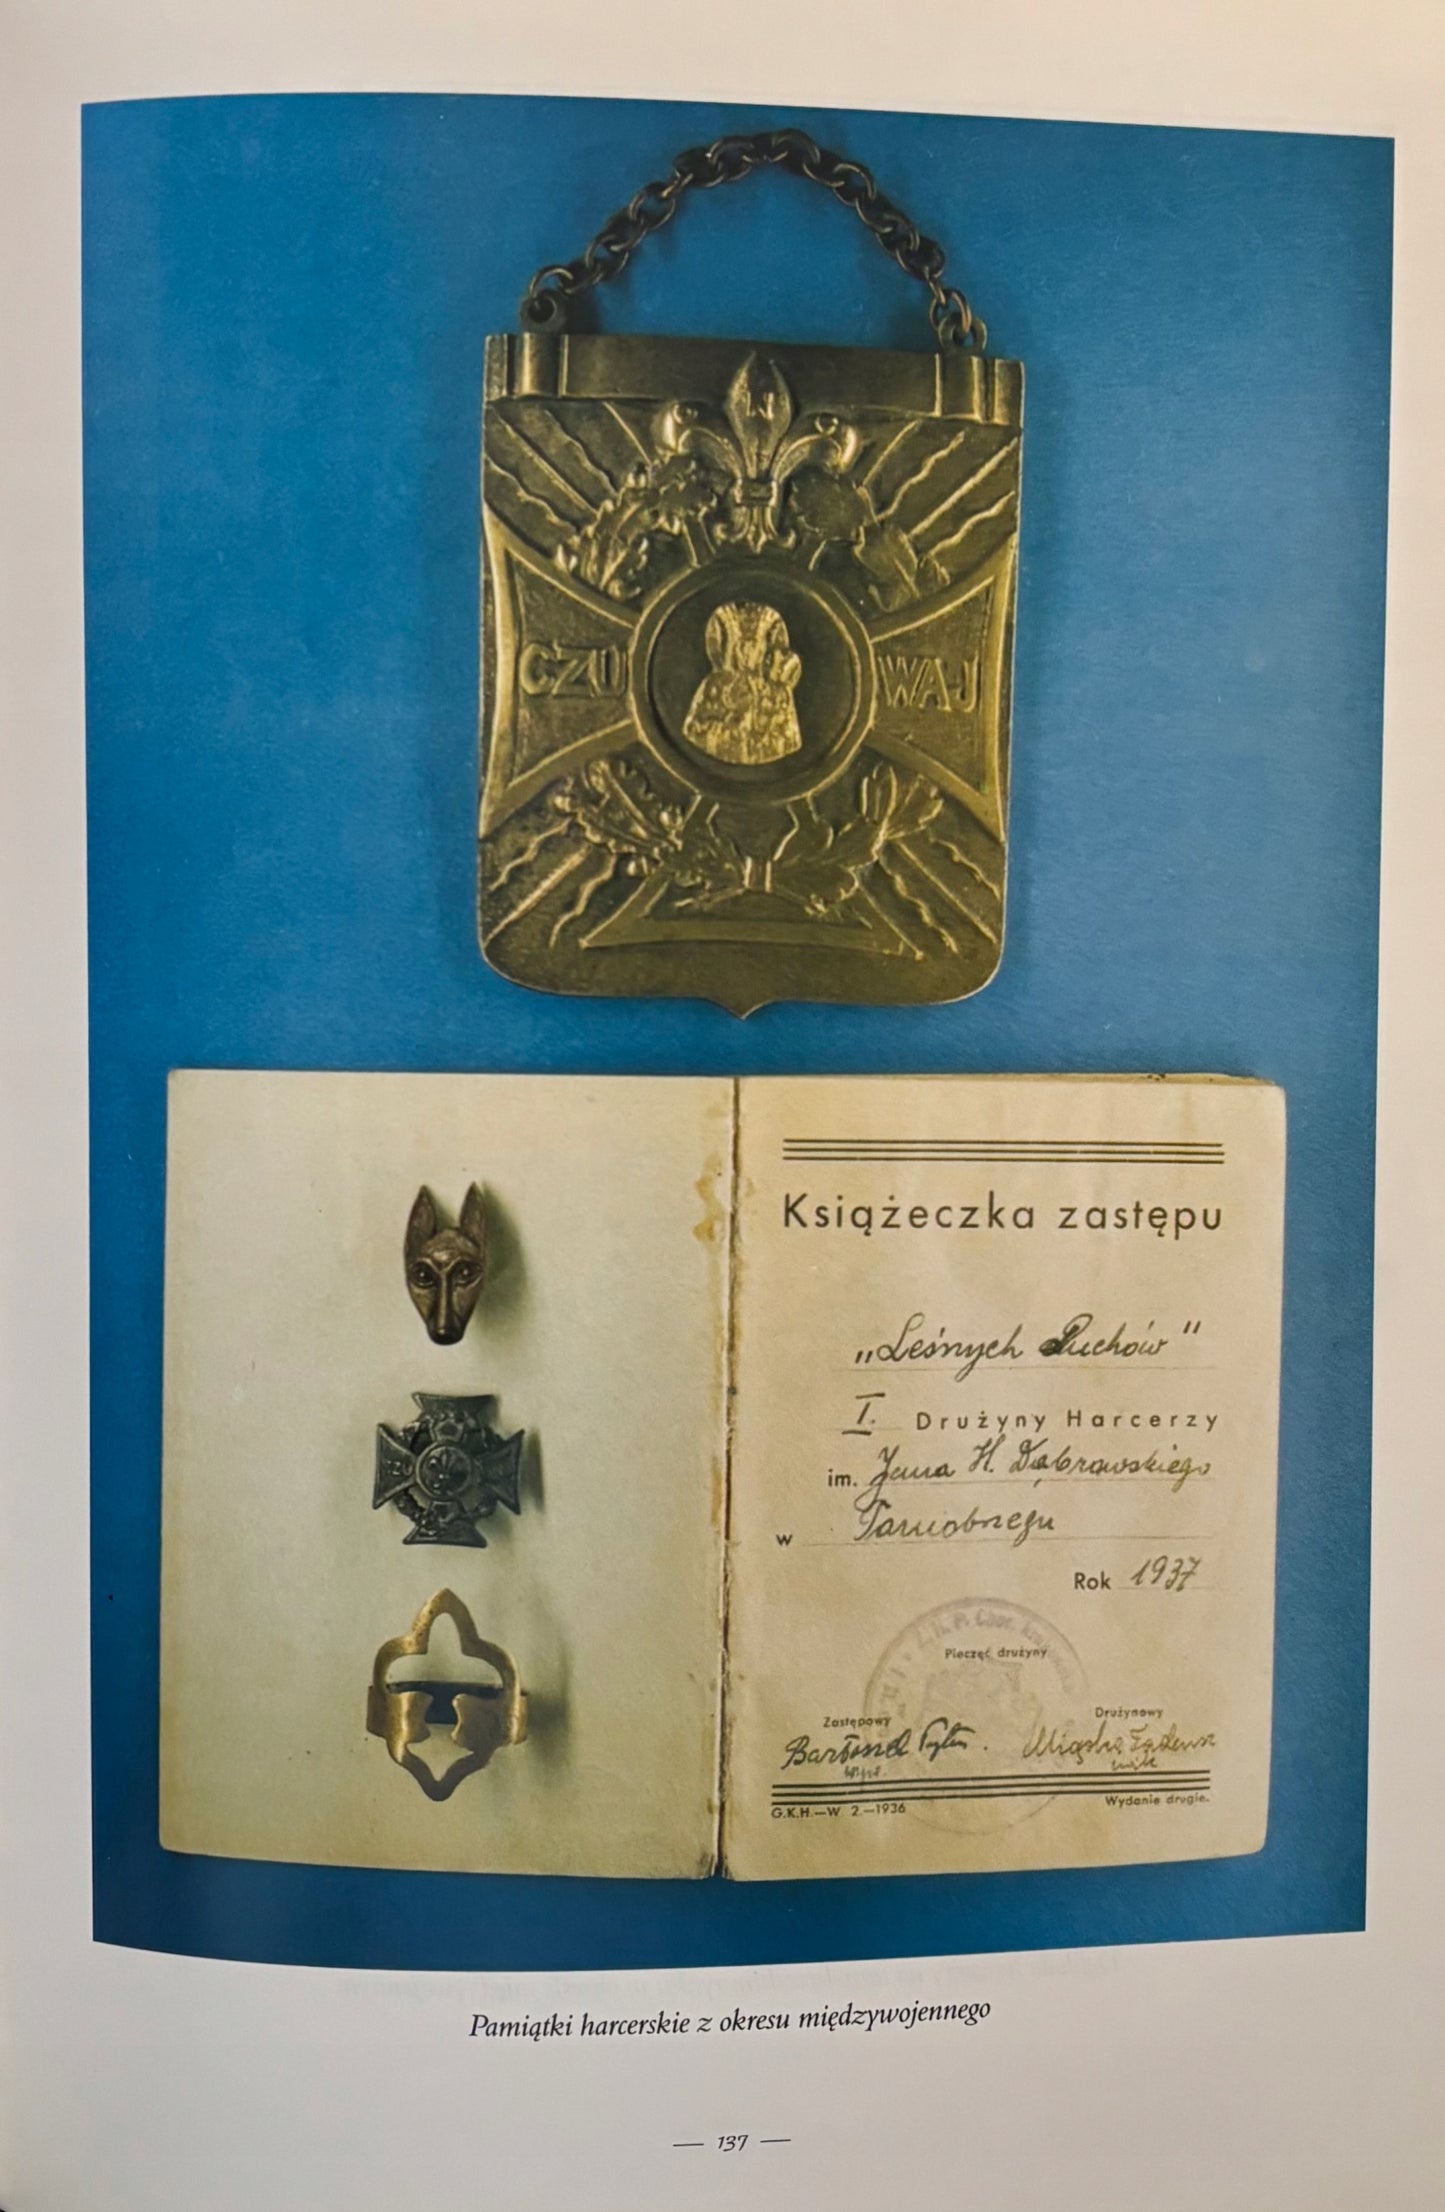 CZU WAJ
Książeczka zastępu
„Leśnych Duchów"
I. Drużyny Harcerzy
im. Jana H. Dąbrowskiego
w Tarnobrzegu
Rok 1937
Z. H. P. Chor.
Pieczęć drużyny
Zastępowy
Drużynowy
G.K.H.—W 2.—1936
Wydanie drugie.
Pamiątki harcerskie z okresu międzywojennego
— 137 —